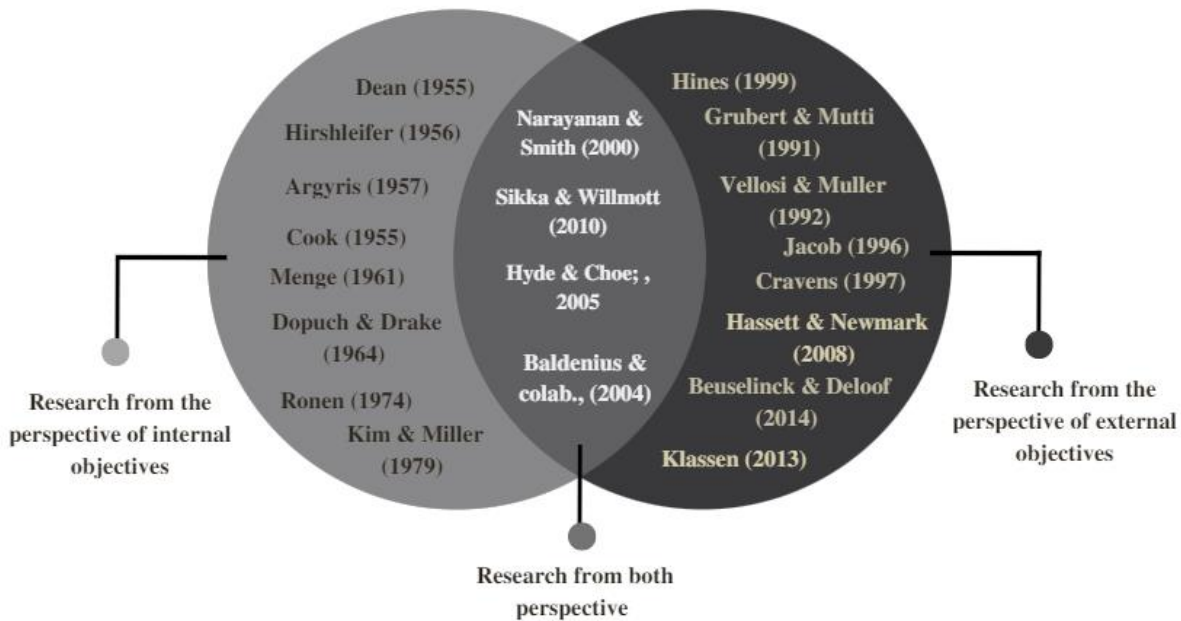 Dean (1955)
Hirshleifer (1956)
Argyris (1957)
Cook (1955)
Menge (1961)
Dopuch & Drake
(1964)
Ronen (1974)
Kim & Miller
(1979)
Narayanan &
Smith (2000)
Sikka & Willmott
(2010)
Hyde & Choe; ,
2005
Baldenius &
colab., (2004)
Hines (1999)
Grubert & Mutti
(1991)
Vellosi & Muller
(1992)
Jacob (1996)
Cravens (1997)
Hassett & Newmark
(2008)
Beuselinck & Deloof
(2014)
Klassen (2013)
Research from the
perspective of internal
objectives
Research from both
perspective
Research from the
perspective of external
objectives